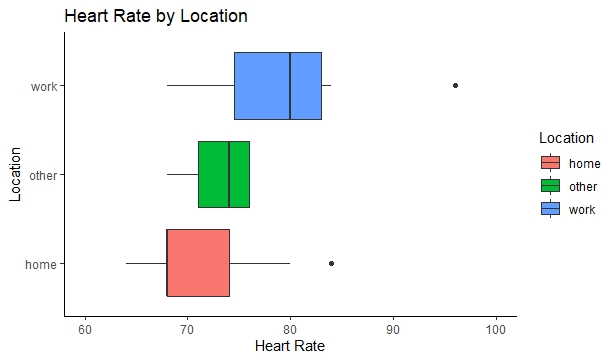 Heart Rate by Location
Location
work
other
home
60 70 80 90 100
Heart Rate
Location
home
other
work